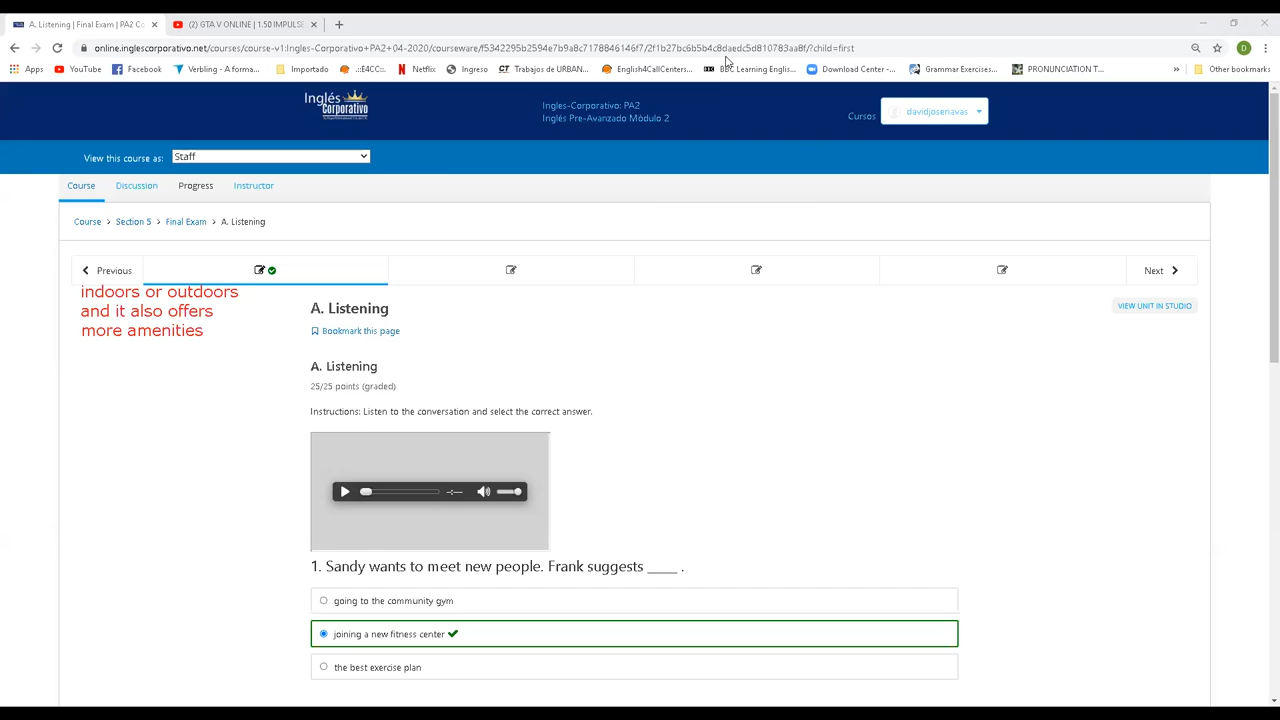 A. Listening | Final Exam | PA2 Co
(2) GTA V ONLINE | 1.50 IMPULSE
online.inglescorporativo.net/courses/course-v1:Ingles-Corporativo+PA2+04-2020/courseware/f5342295b2594e7b9a8c7178846146f7/2f1b27bc6b5b4c8daedc5d810783aa8f/?child=first
D
Apps
YouTube
Facebook
Verbling - A forma...
Importado
.::E4CC::.
Netflix
Ingreso
Trabajos de URBAN...
English4CallCenters...
BBC Learning Englis...
Download Center -...
Grammar Exercises...
PRONUNCIATION T...
»
Other bookmarks
Inglés
Corporativo
Ingles-Corporativo: PA2
Inglés Pre-Avanzado Módulo 2
Cursos
davidjosenavas
View this course as:
Staff
Course
Discussion
Progress
Instructor
Course > Section 5 > Final Exam > A. Listening
Previous
Next
indoors or outdoors
and it also offers
more amenities
A. Listening
VIEW UNIT IN STUDIO
Bookmark this page
A. Listening
25/25 points (graded)
Instructions: Listen to the conversation and select the correct answer.
-:--
1. Sandy wants to meet new people. Frank suggests ____ .
going to the community gym
joining a new fitness center
the best exercise plan